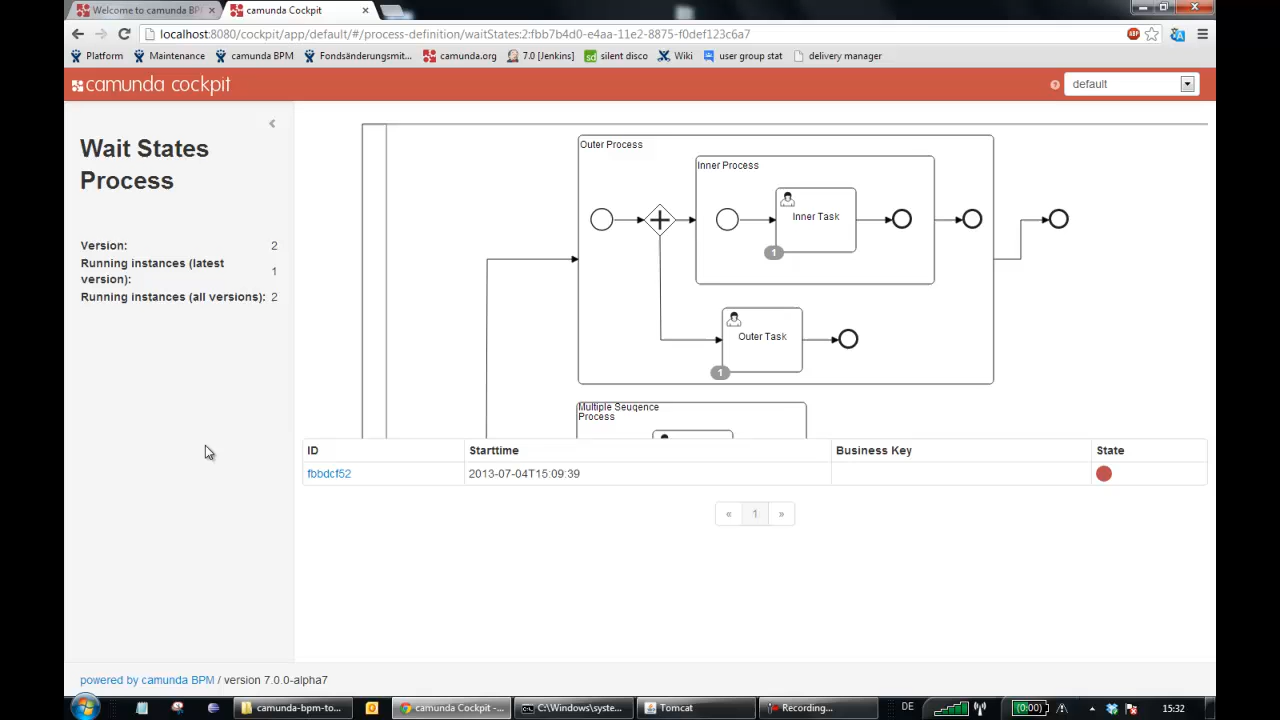 Welcome to camunda BP
camunda Cockpit
localhost:8080/cockpit/app/default/#/process-definition/waitStates:2:fbb7b4d0-e4aa-11e2-8875-f0def123c6a7
Platform
Maintenance
camunda BPM
Fondsänderungsmit...
camunda.org
7.0 [Jenkins]
silent disco
Wiki
user group stat
delivery manager
camunda cockpit
default
Wait States
Process
Version: 2
Running instances (latest
version): 1
Running instances (all versions): 2
Outer Process
Inner Process
Inner Task
1
Outer Task
1
Multiple Seuqence
Process
ID Starttime Business Key State
fbbdcf52 2013-07-04T15:09:39
« 1 »
powered by camunda BPM / version 7.0.0-alpha7
camunda-bpm-to...
camunda Cockpit -...
C:\Windows\syste...
Tomcat
Recording...
DE
(0:00)
15:32